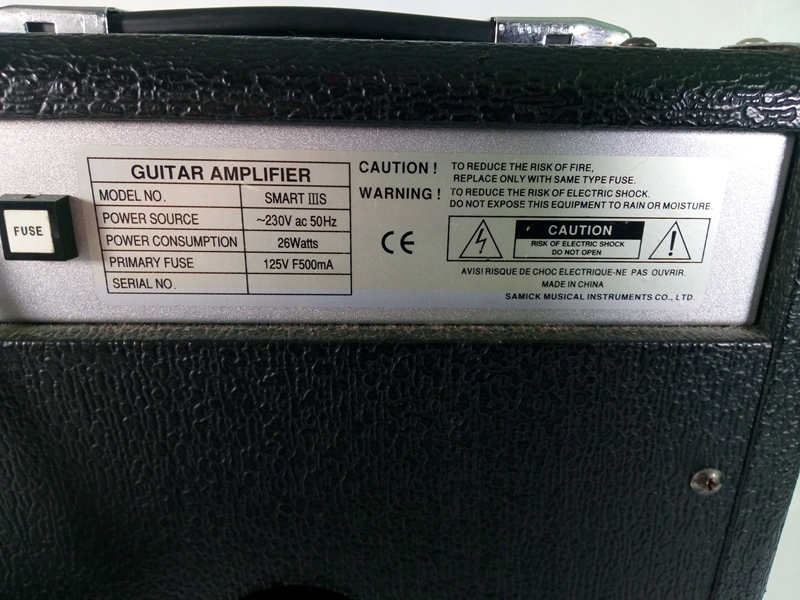 FUSE
GUITAR AMPLIFIER
MODEL NO. SMART IIIS
POWER SOURCE ~230V ac 50Hz
POWER CONSUMPTION 26Watts
PRIMARY FUSE 125V F500mA
SERIAL NO.
CAUTION ! TO REDUCE THE RISK OF FIRE,
REPLACE ONLY WITH SAME TYPE FUSE.
WARNING ! TO REDUCE THE RISK OF ELECTRIC SHOCK.
DO NOT EXPOSE THIS EQUIPMENT TO RAIN OR MOISTURE.
CE
CAUTION
RISK OF ELECTRIC SHOCK
DO NOT OPEN
!
AVIS! RISQUE DE CHOC ELECTRIQUE-NE PAS OUVRIR.
MADE IN CHINA
SAMICK MUSICAL INSTRUMENTS CO., LTD.